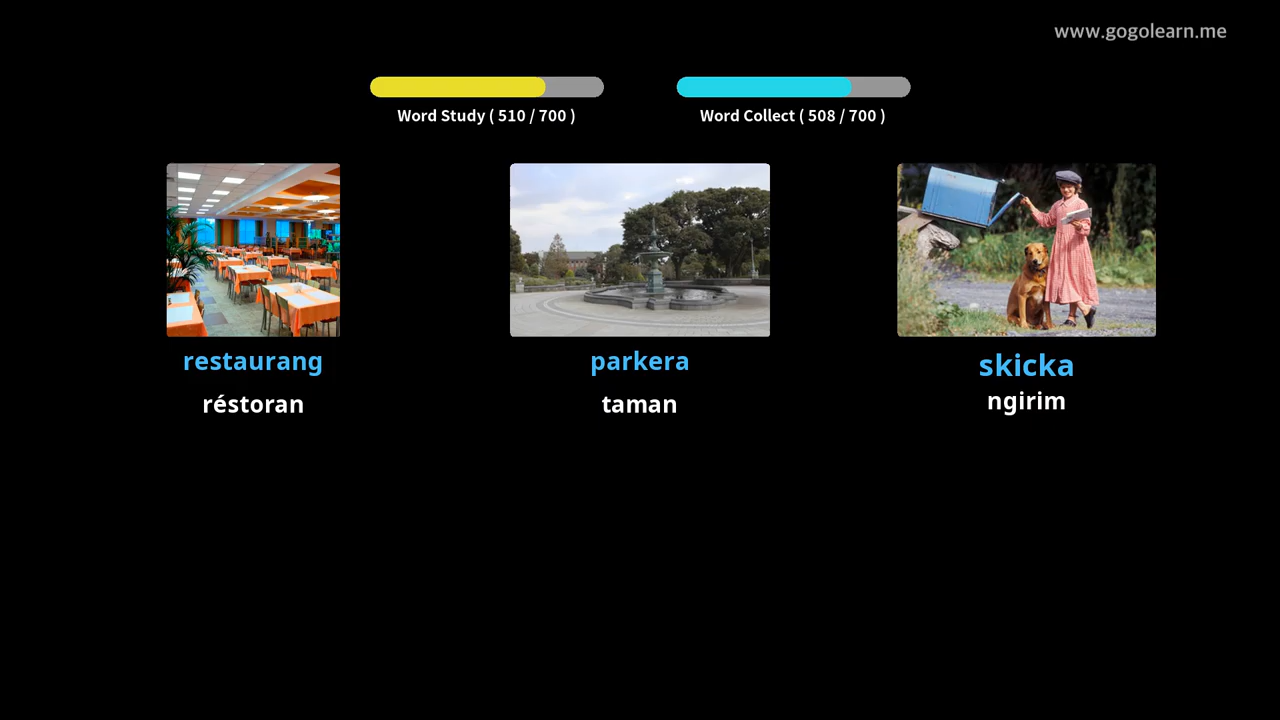 www.gogolearn.me
Word Study ( 510 / 700 )
Word Collect ( 508 / 700 )
restaurang
réstoran
parkera
taman
skicka
ngirim